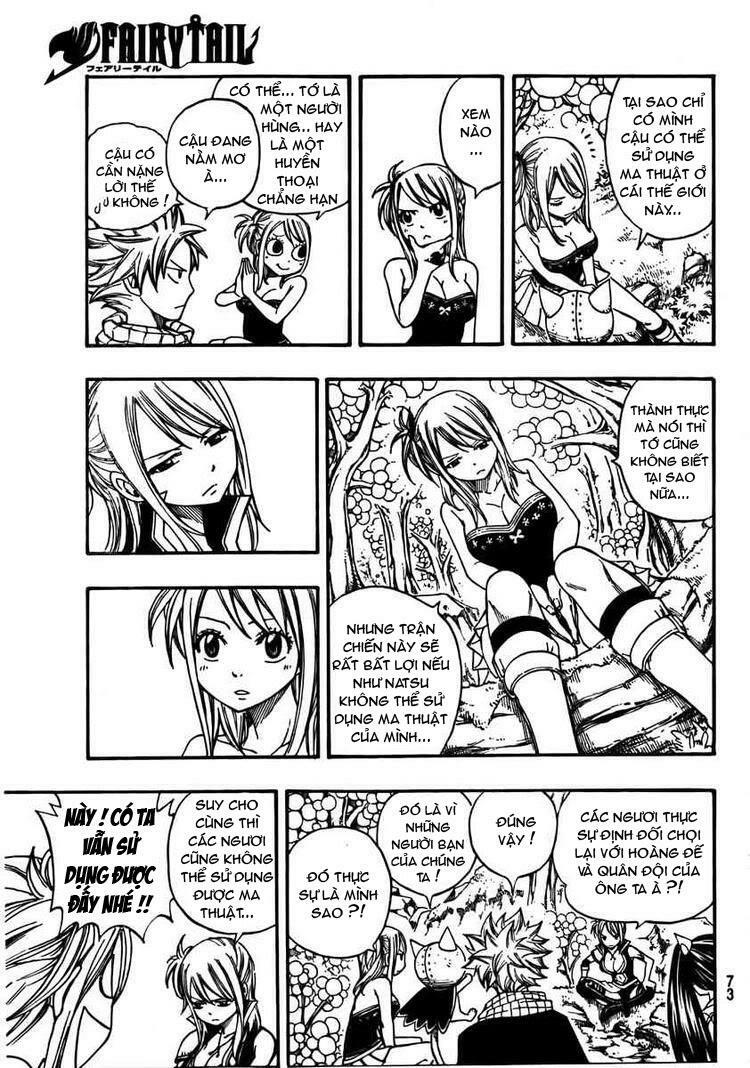 FAIRY TAIL
フェアリーテイル
TẠI SAO CHỈ
CÓ MÌNH
CẬU CÓ THỂ
SỬ DỤNG
MA THUẬT Ở
CÁI THẾ GIỚI
NÀY..
XEM
NÀO
...
CÓ THỂ... TỚ LÀ
MỘT NGƯỜI
HÙNG.. HAY
LÀ MỘT
HUYỀN
THOẠI
CHẲNG HẠN
CẬU ĐANG
NẰM MƠ
À...
CẬU CÓ
CẦN NẶNG
LỜI THẾ
KHÔNG !
THÀNH THỰC
MÀ NÓI THÌ
TỚ CŨNG
KHÔNG BIẾT
TẠI SAO
NỮA...
NHƯNG TRẬN
CHIẾN NÀY SẼ
RẤT BẤT LỢI NẾU
NHƯ NATSU
KHÔNG THỂ SỬ
DỤNG MA THUẬT
CỦA MÌNH...
CÁC NGƯƠI THỰC
SỰ ĐỊNH ĐỐI CHỌI
LẠI VỚI HOÀNG ĐẾ
VÀ QUÂN ĐỘI CỦA
ÔNG TA À ?!
ĐÚNG
VẬY !
ĐÓ LÀ VÌ
NHỮNG
NGƯỜI BẠN
CỦA CHÚNG
TA !
ĐÓ THỰC
SỰ LÀ MÌNH
SAO ?!
SUY CHO
CÙNG THÌ
CÁC NGƯƠI
CŨNG KHÔNG
THỂ SỬ DỤNG
ĐƯỢC MA
THUẬT...
NÀY ! CÓ TA
VẪN SỬ
DỤNG ĐƯỢC
ĐẤY NHÉ !!
73